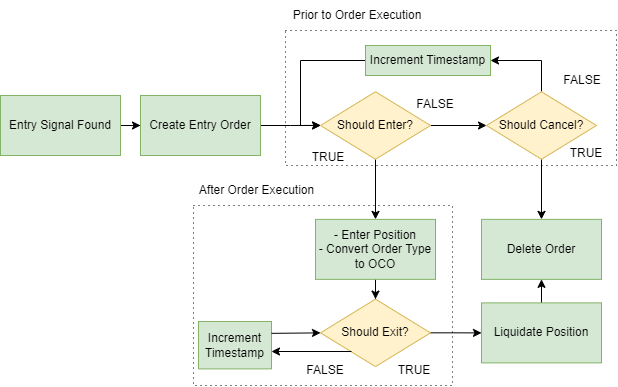 Prior to Order Execution
Increment Timestamp
FALSE
Entry Signal Found
Create Entry Order
Should Enter?
FALSE
Should Cancel?
TRUE
TRUE
After Order Execution
- Enter Position
- Convert Order Type
to OCO
Delete Order
Increment
Timestamp
Should Exit?
Liquidate Position
FALSE
TRUE